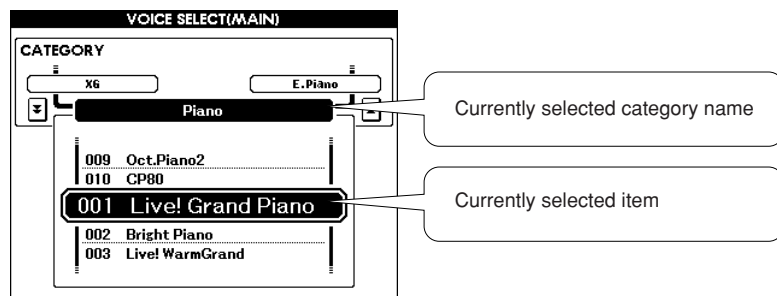 VOICE SELECT(MAIN)
CATEGORY
XG
E.Piano
Piano
009 Oct.Piano2
010 CP80
001 Live! Grand Piano
002 Bright Piano
003 Live! WarmGrand
Currently selected category name
Currently selected item